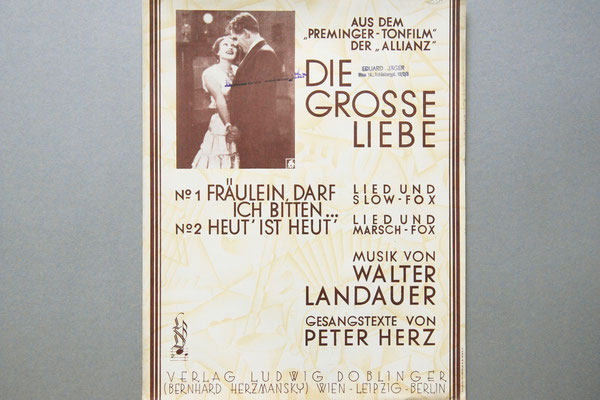 AUS DEM
„PREMINGER-TONFILM”
DER „ALLIANZ”
DIE
GROSSE
LIEBE
No 1 FRÄULEIN, DARF
ICH BITTEN...
LIED UND
SLOW-FOX
No 2 HEUT' IST HEUT'
LIED UND
MARSCH-FOX
MUSIK VON
WALTER
LANDAUER
GESANGSTEXTE VON
PETER HERZ
VERLAG LUDWIG DOBLINGER
(BERNHARD HERZMANSKY) WIEN-LEIPZIG-BERLIN